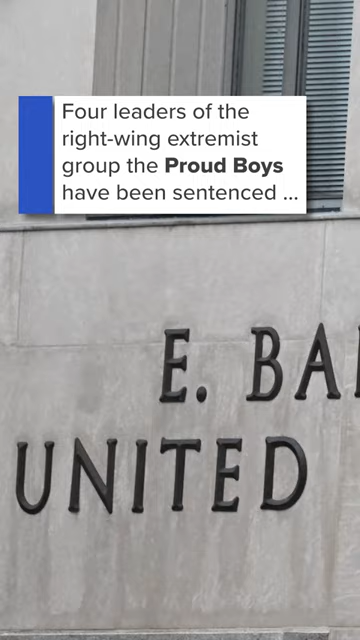 Four leaders of the
right-wing extremist
group the Proud Boys
have been sentenced ...
E. BA
UNITED